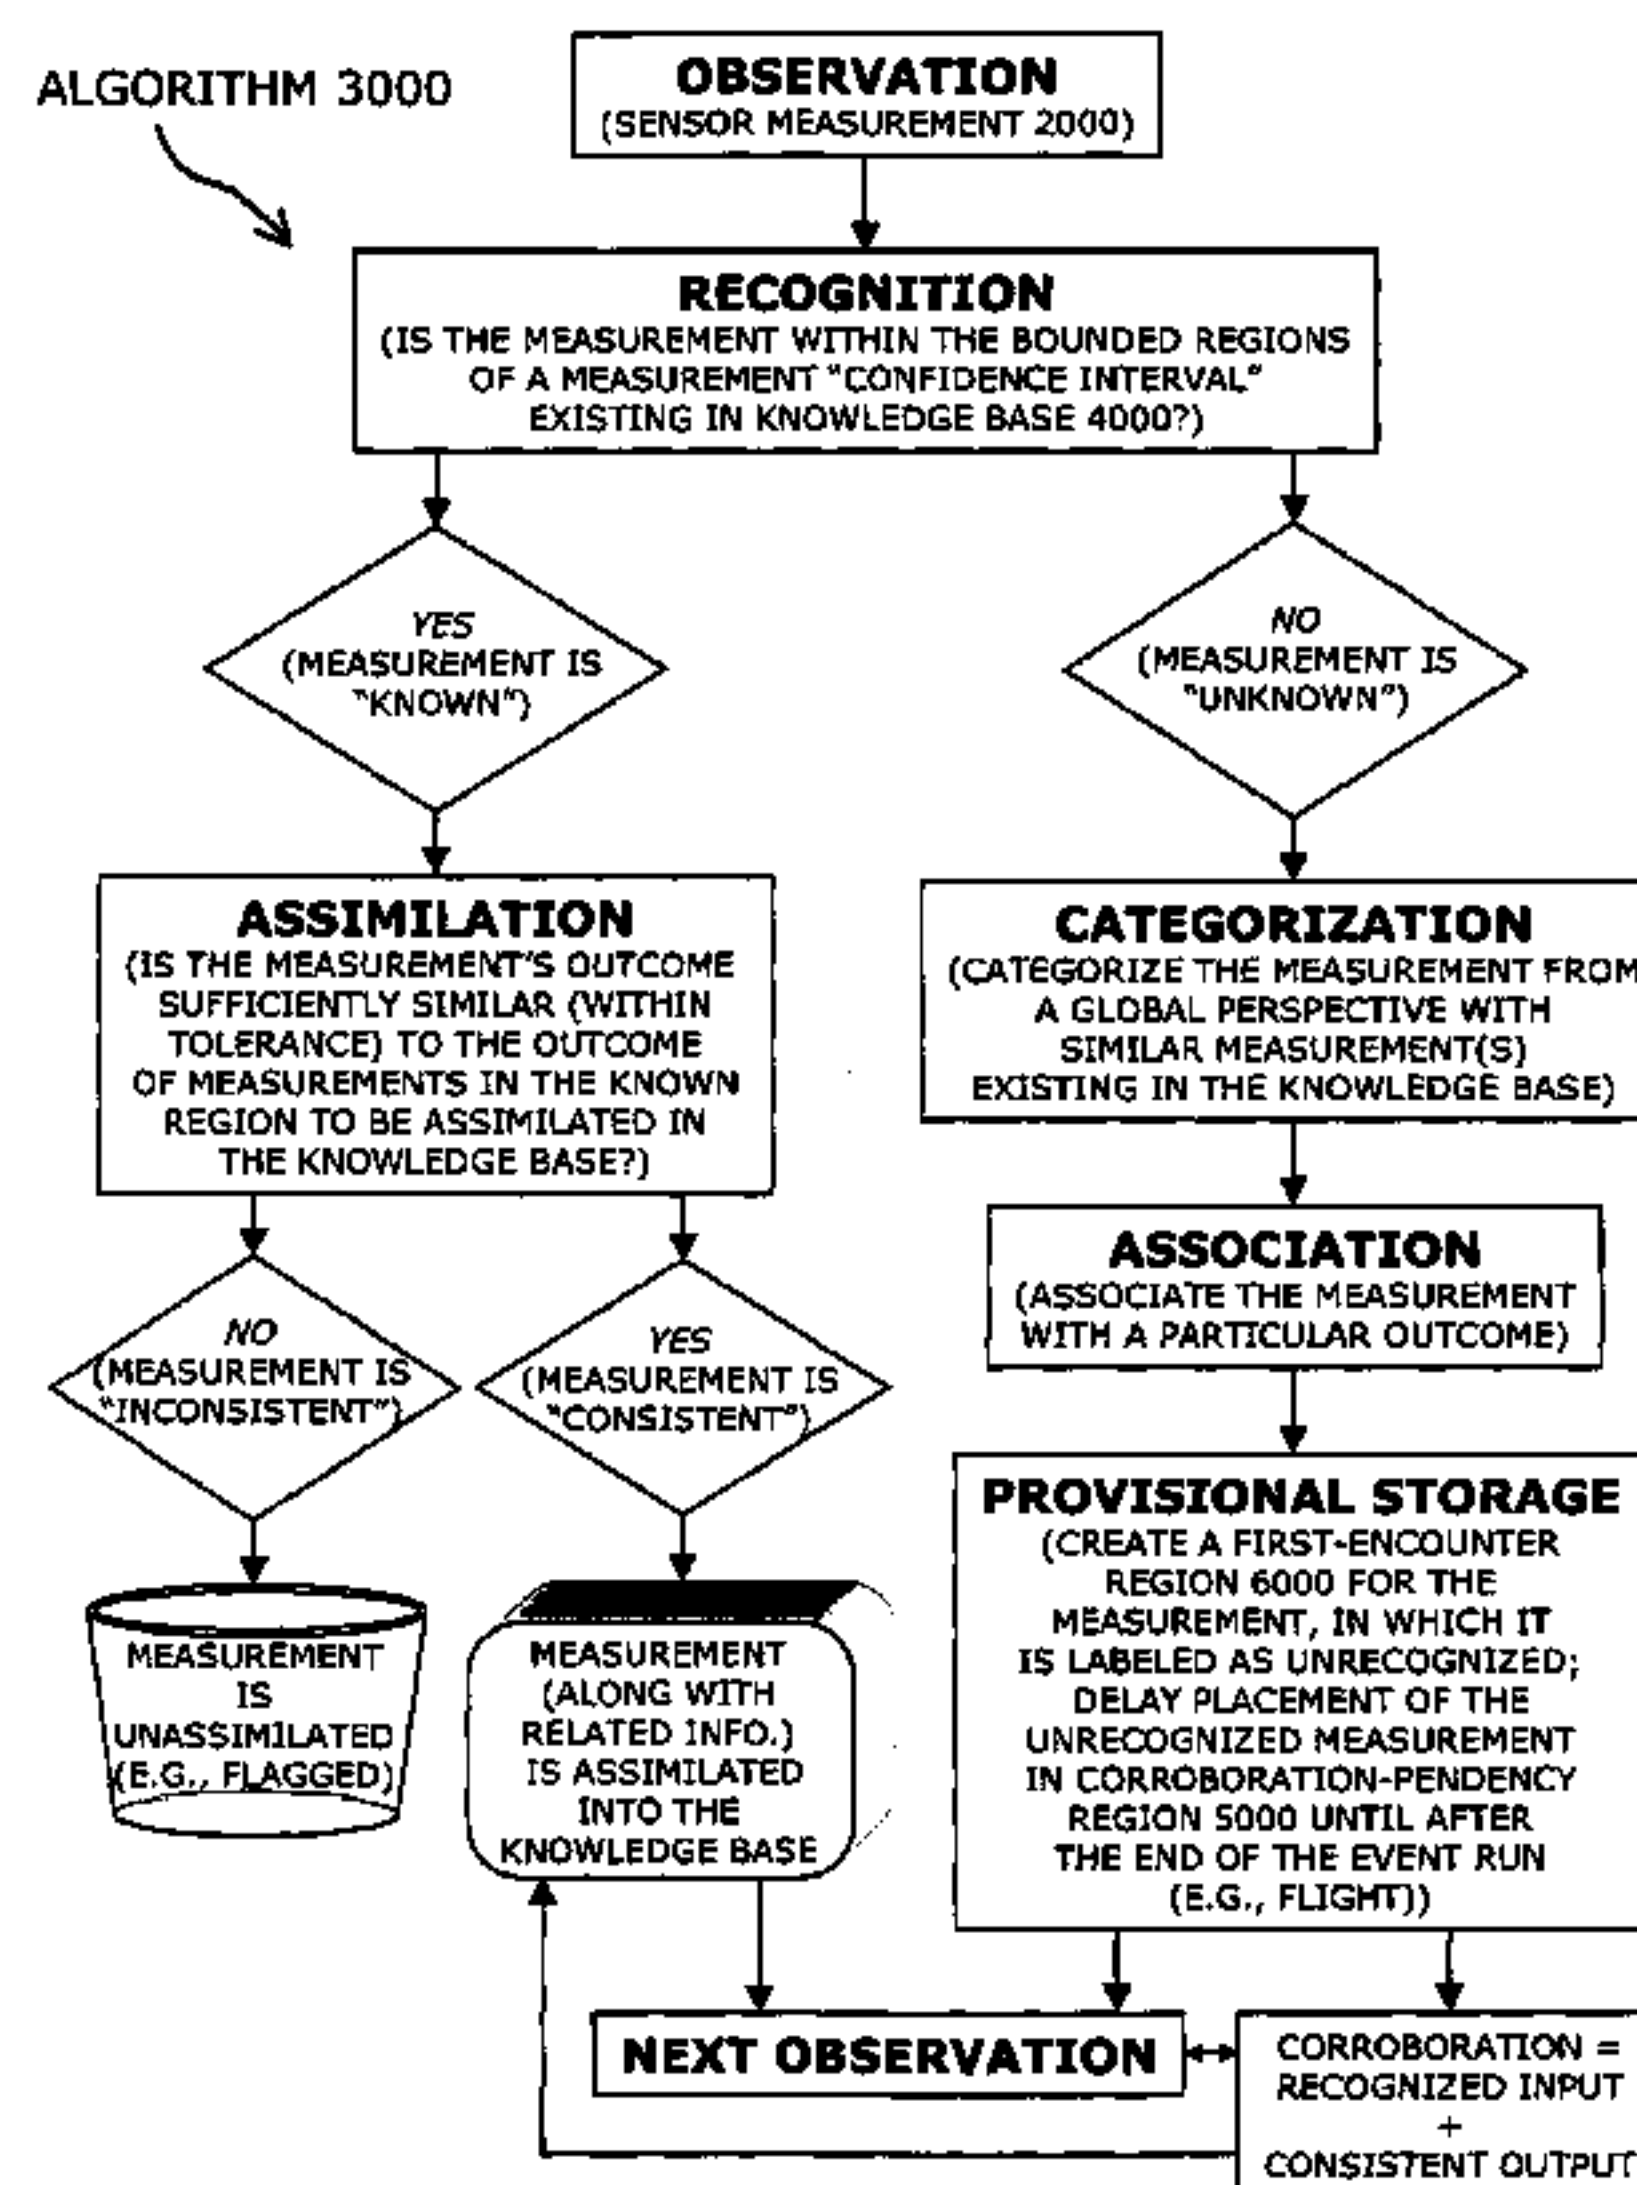 ALGORITHM 3000
OBSERVATION
(SENSOR MEASUREMENT 2000)
RECOGNITION
(IS THE MEASUREMENT WITHIN THE BOUNDED REGIONS
OF A MEASUREMENT "CONFIDENCE INTERVAL"
EXISTING IN KNOWLEDGE BASE 4000?)
YES
(MEASUREMENT IS
"KNOWN")
NO
(MEASUREMENT IS
"UNKNOWN")
ASSIMILATION
(IS THE MEASUREMENT'S OUTCOME
SUFFICIENTLY SIMILAR (WITHIN
TOLERANCE) TO THE OUTCOME
OF MEASUREMENTS IN THE KNOWN
REGION TO BE ASSIMILATED IN
THE KNOWLEDGE BASE?)
CATEGORIZATION
(CATEGORIZE THE MEASUREMENT FROM
A GLOBAL PERSPECTIVE WITH
SIMILAR MEASUREMENT(S)
EXISTING IN THE KNOWLEDGE BASE)
ASSOCIATION
(ASSOCIATE THE MEASUREMENT
WITH A PARTICULAR OUTCOME)
NO
(MEASUREMENT IS
"INCONSISTENT")
YES
(MEASUREMENT IS
"CONSISTENT")
PROVISIONAL STORAGE
(CREATE A FIRST-ENCOUNTER
REGION 6000 FOR THE
MEASUREMENT, IN WHICH IT
IS LABELED AS UNRECOGNIZED;
DELAY PLACEMENT OF THE
UNRECOGNIZED MEASUREMENT
IN CORROBORATION-PENDENCY
REGION 5000 UNTIL AFTER
THE END OF THE EVENT RUN
(E.G., FLIGHT))
MEASUREMENT
IS
UNASSIMILATED
(E.G., FLAGGED)
MEASUREMENT
(ALONG WITH
RELATED INFO.)
IS ASSIMILATED
INTO THE
KNOWLEDGE BASE
NEXT OBSERVATION
CORROBORATION =
RECOGNIZED INPUT
+
CONSISTENT OUTPUT